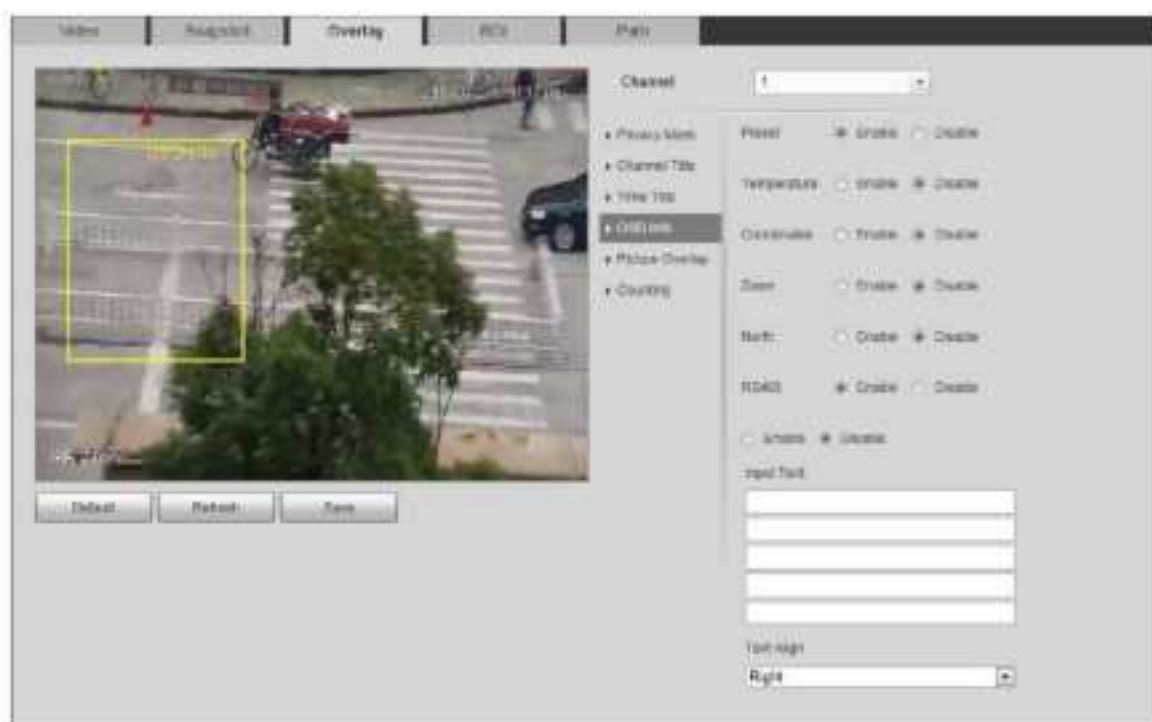 Video Snapshot Overlay ROI Path
Channel 1
Privacy Mask
Channel Title
Time Title
OSD Info
Picture Overlay
Counting
Preset Enable Disable
Temperature Enable Disable
Coordinates Enable Disable
Zoom Enable Disable
North Enable Disable
RS485 Enable Disable
Enable Disable
Input Text
Text Align
Right
Default Refresh Save